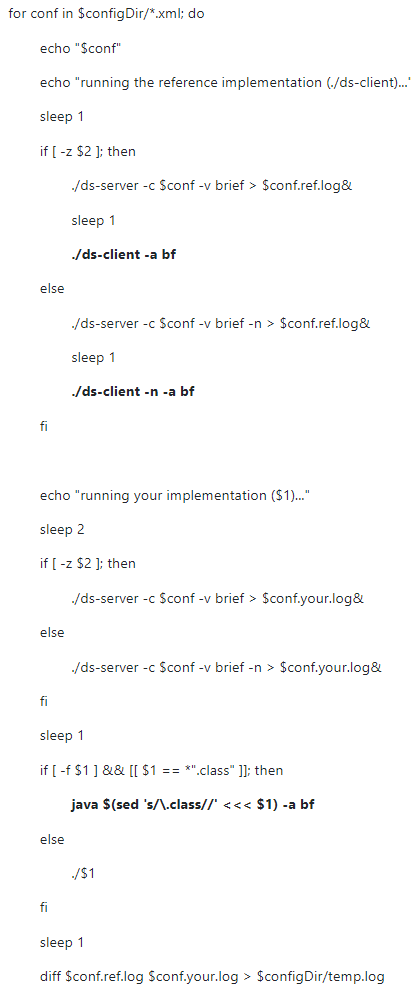 for conf in $configDir/*.xml; do
echo "$conf"
echo "running the reference implementation (./ds-client)..."
sleep 1
if [ -z $2 ]; then
./ds-server -c $conf -v brief > $conf.ref.log&
sleep 1
./ds-client -a bf
else
./ds-server -c $conf -v brief -n > $conf.ref.log&
sleep 1
./ds-client -n -a bf
fi
echo "running your implementation ($1)..."
sleep 2
if [ -z $2 ]; then
./ds-server -c $conf -v brief > $conf.your.log&
else
./ds-server -c $conf -v brief -n > $conf.your.log&
fi
sleep 1
if [ -f $1 ] && [[ $1 == *".class" ]]; then
java $(sed 's/\.class//' <<< $1) -a bf
else
./$1
fi
sleep 1
diff $conf.ref.log $conf.your.log > $configDir/temp.log